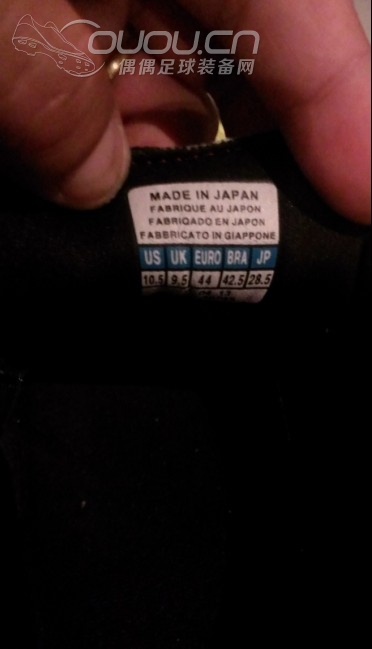 ououu.cn
偶偶足球装备网
MADE IN JAPAN
FABRIQUE AU JAPON
FABRIQADO EN JAPON
FABBRICATO IN GIAPPONE
US UK EURO BRA JP
10.5 9.5 44 42.5 28.5